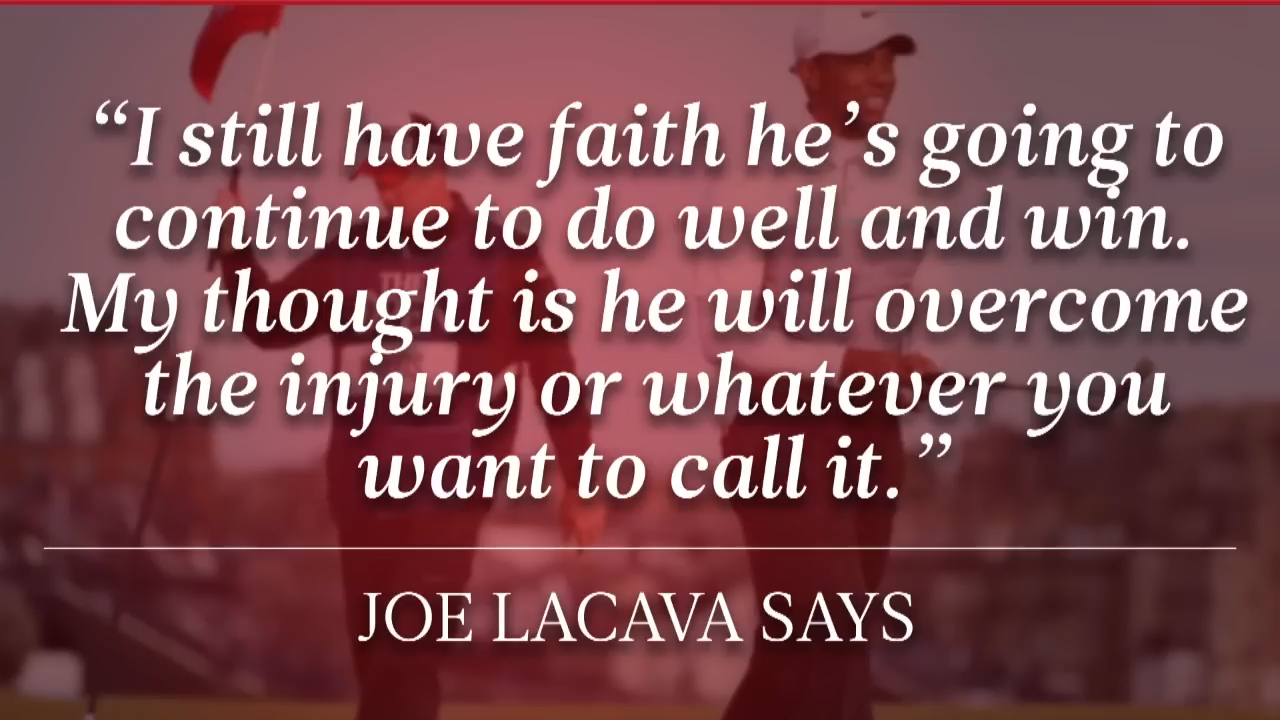 “I still have faith he’s going to
continue to do well and win.
My thought is he will overcome
the injury or whatever you
want to call it.”
JOE LACAVA SAYS